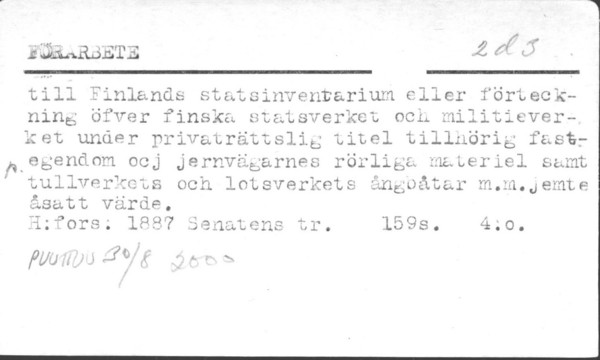 FÖRARBETE 2 d 3
till Finlands statsinventarium eller förteck-
ning öfver finska statsverket och militiever-
ket under privaträttslig titel tillhörig fast-
egendom ocj jernvägarnes rörliga materiel samt
p. tullverkets och lotsverkets ångbåtar m.m.jemte
åsatt värde.
H:fors: 1887 Senatens tr. 159s. 4:o.
PUUTTUU 30/8 2000